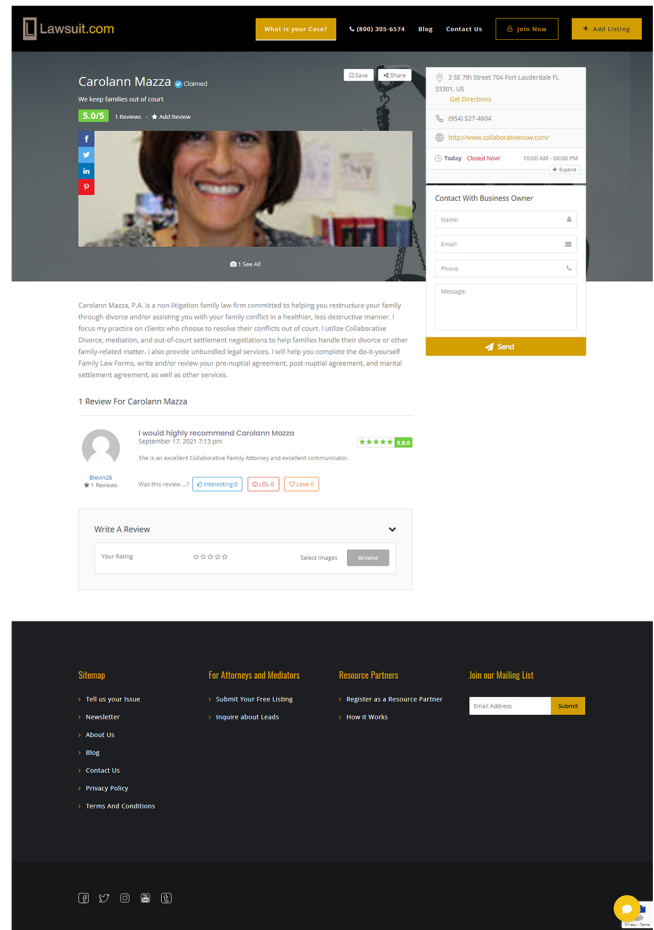 Lawsuit.com
What is your Case?
(800) 305-6574
Blog
Contact Us
Join Now
+ Add Listing
Carolann Mazza Claimed
Save
Share
We keep families out of court
5.0/5 1 Reviews - Add Review
1 See All
2 SE 7th Street 704 Fort Lauderdale FL
33301, US
Get Directions
(954) 527-4604
http://www.collaborativenow.com/
Today Closed Now! 10:00 AM - 06:00 PM
+ Expand
Contact With Business Owner
Name:
Email:
Phone
Message:
Send
Carolann Mazza, P.A. is a non-litigation family law firm committed to helping you restructure your family
through divorce and/or assisting you with your family conflict in a healthier, less destructive manner. I
focus my practice on clients who choose to resolve their conflicts out of court. I utilize Collaborative
Divorce, mediation, and out-of-court settlement negotiations to help families handle their divorce or other
family-related matter. I also provide unbundled legal services. I will help you complete the do-it-yourself
Family Law Forms, write and/or review your pre-nuptial agreement, post-nuptial agreement, and marital
settlement agreement, as well as other services.
1 Review For Carolann Mazza
I would highly recommend Carolann Mazza
September 17, 2021 7:13 pm
5.0.0
She is an excellent Collaborative Family Attorney and excellent communicator.
Blevin26
1 Reviews
Was this review ...? Interesting 0 LOL 0 Love 0
Write A Review
Your Rating
Select Images
Browse
Sitemap
Tell us your Issue
Newsletter
About Us
Blog
Contact Us
Privacy Policy
Terms And Conditions
For Attorneys and Mediators
Submit Your Free Listing
Inquire about Leads
Resource Partners
Register as a Resource Partner
How it Works
Join our Mailing List
Email Address
Submit
Privacy - Terms